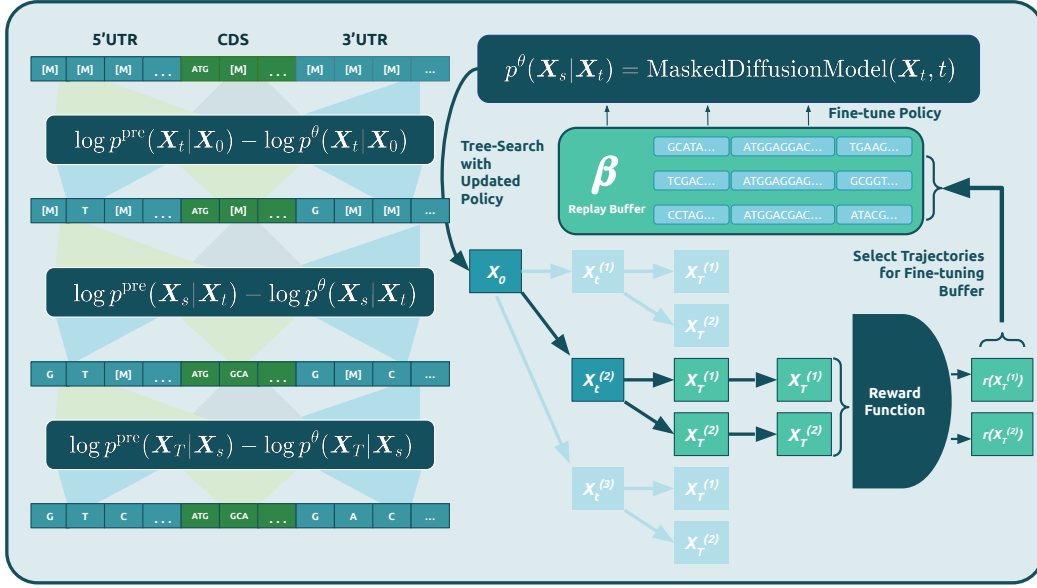 5’UTR CDS 3’UTR
[M] [M] [M] ... ATG [M] ... [M] [M] [M] ...
log p^pre(X_t|X_0) − log p^θ(X_t|X_0)
[M] T [M] ... ATG [M] ... G [M] [M] ...
log p^pre(X_s|X_t) − log p^θ(X_s|X_t)
G T [M] ... ATG GCA ... G [M] C ...
log p^pre(X_T|X_s) − log p^θ(X_T|X_s)
G T C ... ATG GCA ... G A C ...
p^θ(X_s|X_t) = MaskedDiffusionModel(X_t, t)
Fine-tune Policy
Tree-Search
with
Updated
Policy
β
Replay Buffer
GCATA... ATGGAGGAC... TGAAG...
TCGAC... ATGGAGGAG... GCGGT...
CCTAG... ATGGACGAC... ATACG...
Select Trajectories
for Fine-tuning
Buffer
X_0 X_t^(1) X_T^(1)
X_T^(2)
X_t^(2) X_T^(1) X_T^(1)
X_T^(2) X_T^(2)
X_t^(3) X_T^(1)
X_T^(2)
Reward
Function
r(X_T^(1))
r(X_T^(2))